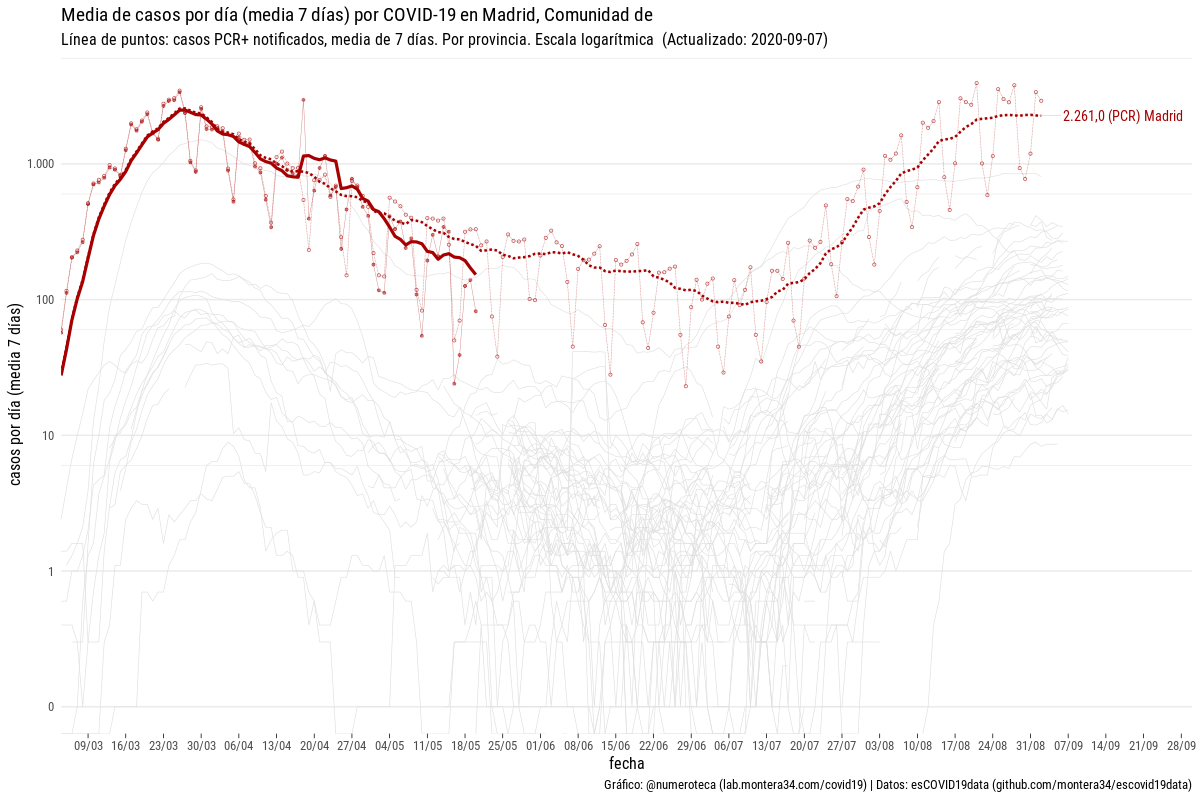 Media de casos por día (media 7 días) por COVID-19 en Madrid, Comunidad de
Línea de puntos: casos PCR+ notificados, media de 7 días. Por provincia. Escala logarítmica (Actualizado: 2020-09-07)
2.261,0 (PCR) Madrid
casos por día (media 7 días)
1.000
100
10
1
0
09/03 16/03 23/03 30/03 06/04 13/04 20/04 27/04 04/05 11/05 18/05 25/05 01/06 08/06 15/06 22/06 29/06 06/07 13/07 20/07 27/07 03/08 10/08 17/08 24/08 31/08 07/09 14/09 21/09 28/09
fecha
Gráfico: @numeroteca (lab.montera34.com/covid19) | Datos: esCOVID19data (github.com/montera34/escovid19data)